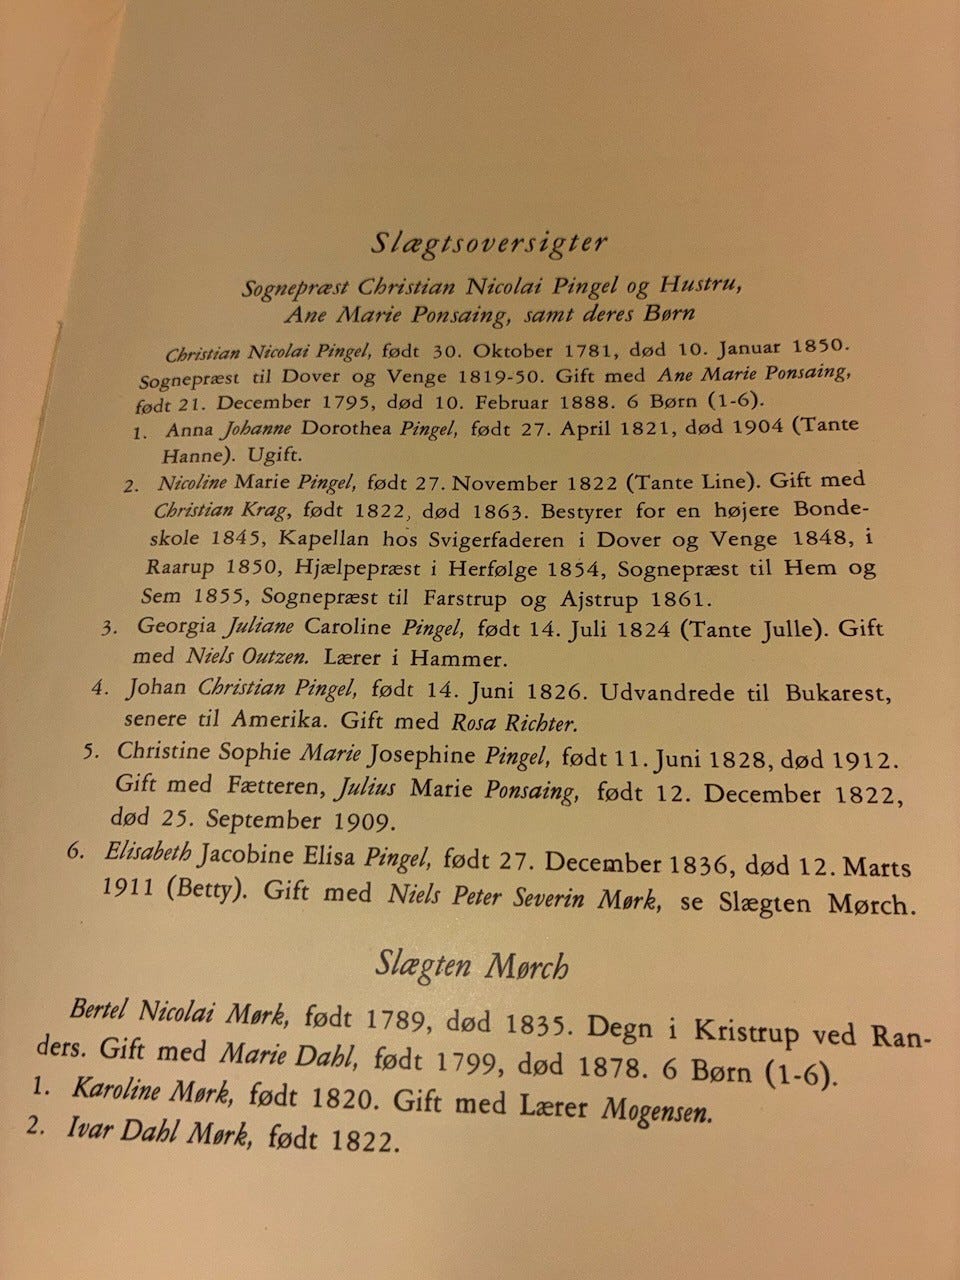 Slægtsoversigter
Sognepræst Christian Nicolai Pingel og Hustru,
Ane Marie Ponsaing, samt deres Børn
Christian Nicolai Pingel, født 30. Oktober 1781, død 10. Januar 1850.
Sognepræst til Dover og Venge 1819-50. Gift med Ane Marie Ponsaing,
født 21. December 1795, død 10. Februar 1888. 6 Børn (1-6).
1. Anna Johanne Dorothea Pingel, født 27. April 1821, død 1904 (Tante
Hanne). Ugift.
2. Nicoline Marie Pingel, født 27. November 1822 (Tante Line). Gift med
Christian Krag, født 1822, død 1863. Bestyrer for en højere Bonde-
skole 1845, Kapellan hos Svigerfaderen i Dover og Venge 1848, i
Raarup 1850, Hjælpepræst i Herfølge 1854, Sognepræst til Hem og
Sem 1855, Sognepræst til Farstrup og Ajstrup 1861.
3. Georgia Juliane Caroline Pingel, født 14. Juli 1824 (Tante Julle). Gift
med Niels Outzen. Lærer i Hammer.
4. Johan Christian Pingel, født 14. Juni 1826. Udvandrede til Bukarest,
senere til Amerika. Gift med Rosa Richter.
5. Christine Sophie Marie Josephine Pingel, født 11. Juni 1828, død 1912.
Gift med Fætteren, Julius Marie Ponsaing, født 12. December 1822,
død 25. September 1909.
6. Elisabeth Jacobine Elisa Pingel, født 27. December 1836, død 12. Marts
1911 (Betty). Gift med Niels Peter Severin Mørk, se Slægten Mørch.
Slægten Mørch
Bertel Nicolai Mørk, født 1789, død 1835. Degn i Kristrup ved Ran-
ders. Gift med Marie Dahl, født 1799, død 1878. 6 Børn (1-6).
1. Karoline Mørk, født 1820. Gift med Lærer Mogensen.
2. Ivar Dahl Mørk, født 1822.